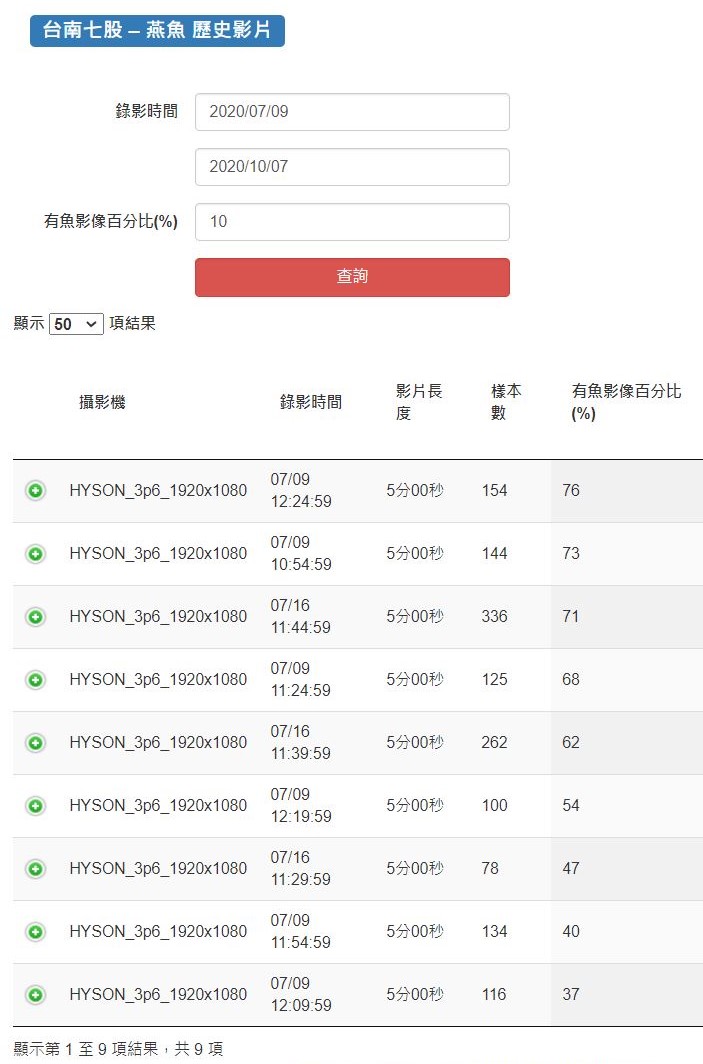 台南七股 – 燕魚 歷史影片
錄影時間 2020/07/09
2020/10/07
有魚影像百分比(%) 10
查詢
顯示 50 項結果
攝影機 錄影時間 影片長度 樣本數 有魚影像百分比(%)
HYSON_3p6_1920x1080 07/09 12:24:59 5分00秒 154 76
HYSON_3p6_1920x1080 07/09 10:54:59 5分00秒 144 73
HYSON_3p6_1920x1080 07/16 11:44:59 5分00秒 336 71
HYSON_3p6_1920x1080 07/09 11:24:59 5分00秒 125 68
HYSON_3p6_1920x1080 07/16 11:39:59 5分00秒 262 62
HYSON_3p6_1920x1080 07/09 12:19:59 5分00秒 100 54
HYSON_3p6_1920x1080 07/16 11:29:59 5分00秒 78 47
HYSON_3p6_1920x1080 07/09 11:54:59 5分00秒 134 40
HYSON_3p6_1920x1080 07/09 12:09:59 5分00秒 116 37
顯示第 1 至 9 項結果，共 9 項